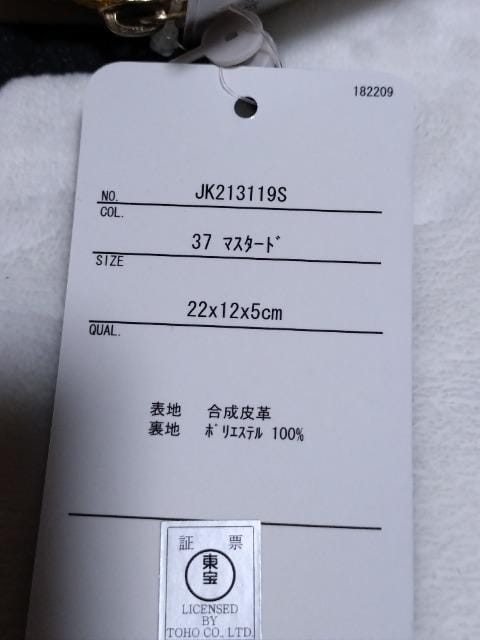 182209
NO. JK213119S
COL.
37 ﾏｽﾀｰﾄﾞ
SIZE
22x12x5cm
QUAL.
表地 合成皮革
裏地 ﾎﾟﾘｴｽﾃﾙ 100%
証 票
東宝
LICENSED
BY
TOHO CO., LTD.